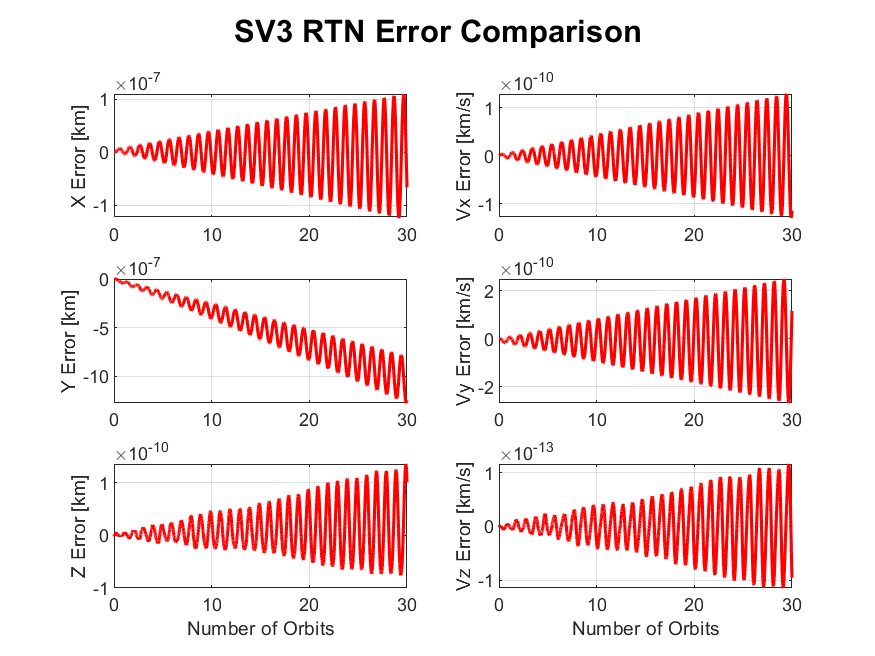 SV3 RTN Error Comparison
×10-7
X Error [km]
1
0
-1
0 10 20 30
×10-10
Vx Error [km/s]
1
0
-1
0 10 20 30
×10-7
Y Error [km]
0
-5
-10
0 10 20 30
×10-10
Vy Error [km/s]
2
0
-2
0 10 20 30
×10-10
Z Error [km]
1
0
-1
0 10 20 30
Number of Orbits
×10-13
Vz Error [km/s]
1
0
-1
0 10 20 30
Number of Orbits